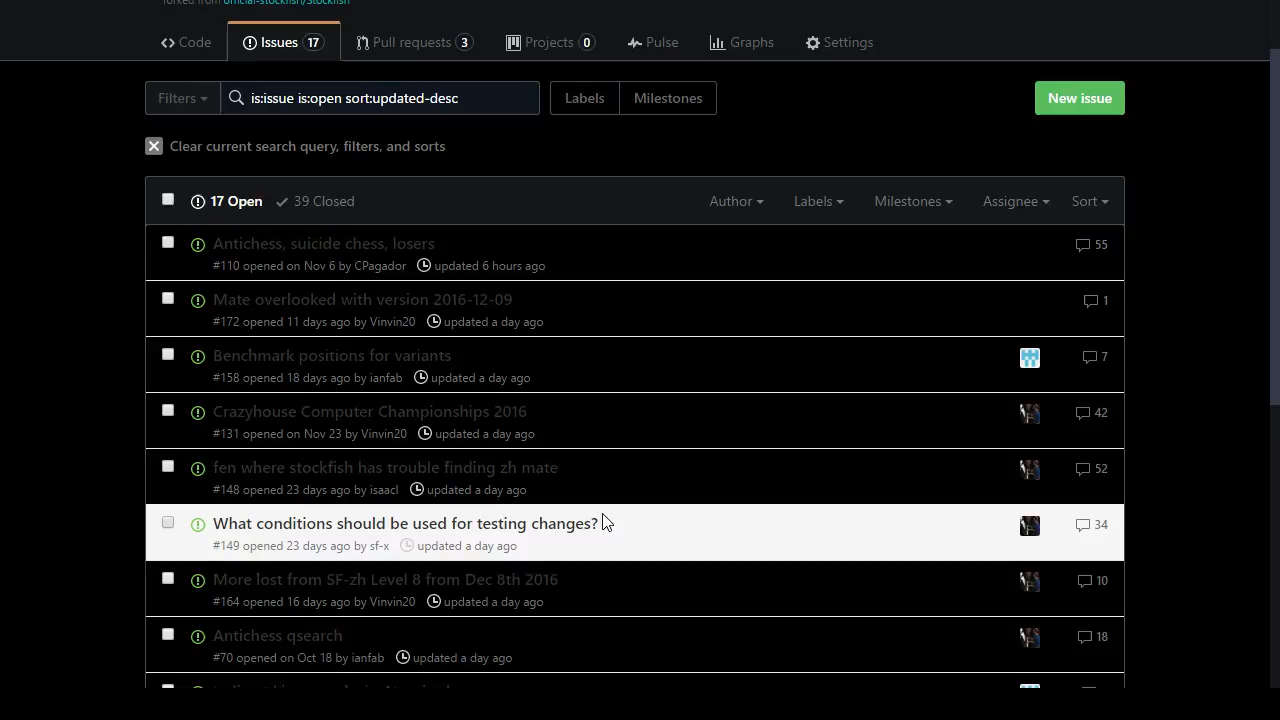 forked from official-stockfish/Stockfish
Code Issues 17 Pull requests 3 Projects 0 Pulse Graphs Settings
Filters is:issue is:open sort:updated-desc Labels Milestones New issue
Clear current search query, filters, and sorts
17 Open 39 Closed Author Labels Milestones Assignee Sort
Antichess, suicide chess, losers 55
#110 opened on Nov 6 by CPagador updated 6 hours ago
Mate overlooked with version 2016-12-09 1
#172 opened 11 days ago by Vinvin20 updated a day ago
Benchmark positions for variants 7
#158 opened 18 days ago by ianfab updated a day ago
Crazyhouse Computer Championships 2016 42
#131 opened on Nov 23 by Vinvin20 updated a day ago
fen where stockfish has trouble finding zh mate 52
#148 opened 23 days ago by isaacl updated a day ago
What conditions should be used for testing changes? 34
#149 opened 23 days ago by sf-x updated a day ago
More lost from SF-zh Level 8 from Dec 8th 2016 10
#164 opened 16 days ago by Vinvin20 updated a day ago
Antichess qsearch 18
#70 opened on Oct 18 by ianfab updated a day ago